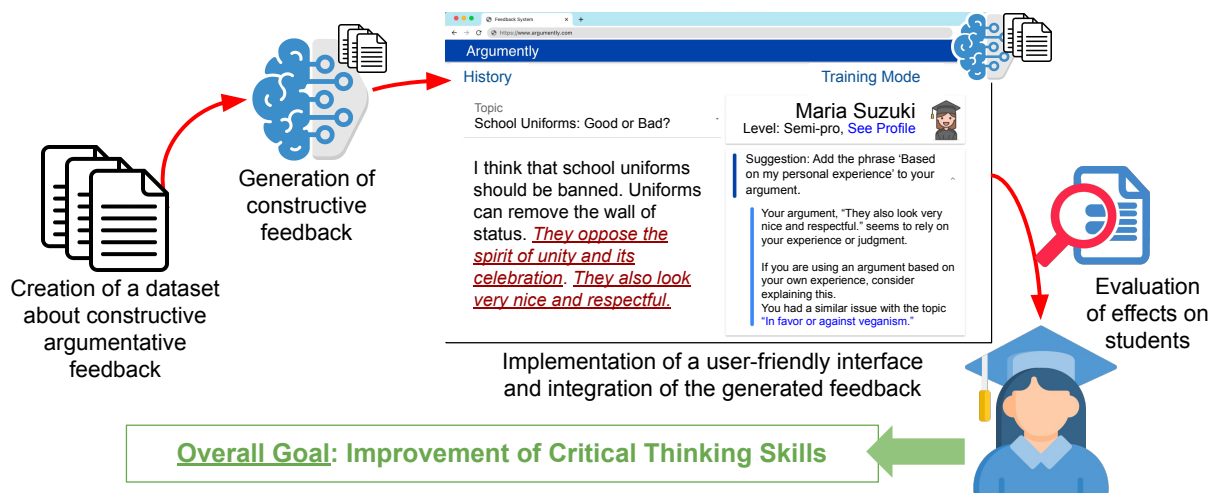 Feedback System
https://www.argumently.com
Argumently
History
Training Mode
Topic
School Uniforms: Good or Bad?
Maria Suzuki
Level: Semi-pro, See Profile
I think that school uniforms
should be banned. Uniforms
can remove the wall of
status. They oppose the
spirit of unity and its
celebration. They also look
very nice and respectful.
Suggestion: Add the phrase ‘Based
on my personal experience’ to your
argument.
Your argument, “They also look very
nice and respectful.” seems to rely on
your experience or judgment.
If you are using an argument based on
your own experience, consider
explaining this.
You had a similar issue with the topic
“In favor or against veganism.”
Creation of a dataset
about constructive
argumentative
feedback
Generation of
constructive
feedback
Implementation of a user-friendly interface
and integration of the generated feedback
Evaluation
of effects on
students
Overall Goal: Improvement of Critical Thinking Skills